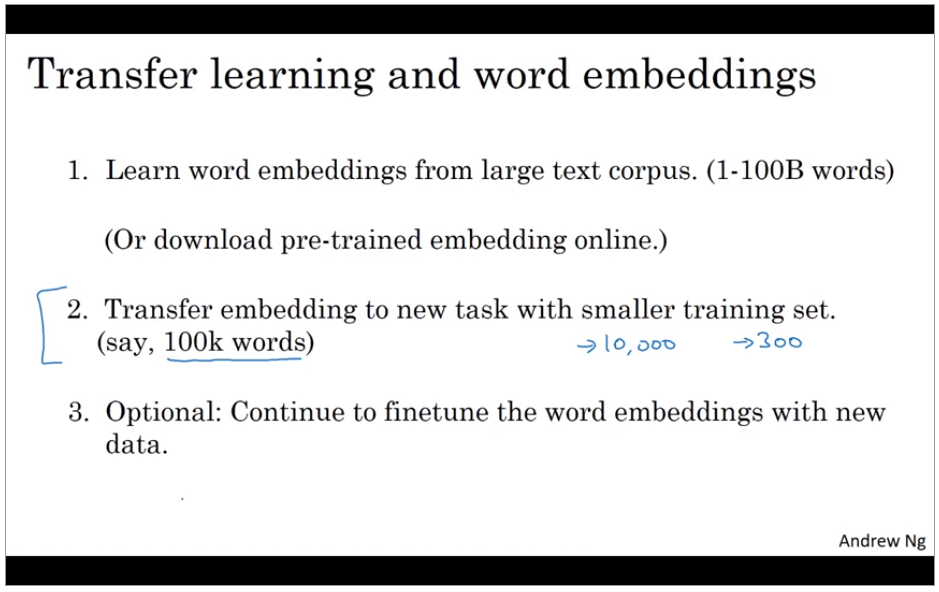 Transfer learning and word embeddings
1. Learn word embeddings from large text corpus. (1-100B words)
(Or download pre-trained embedding online.)
2. Transfer embedding to new task with smaller training set.
(say, 100k words) →10,000 →300
3. Optional: Continue to finetune the word embeddings with new
data.
Andrew Ng